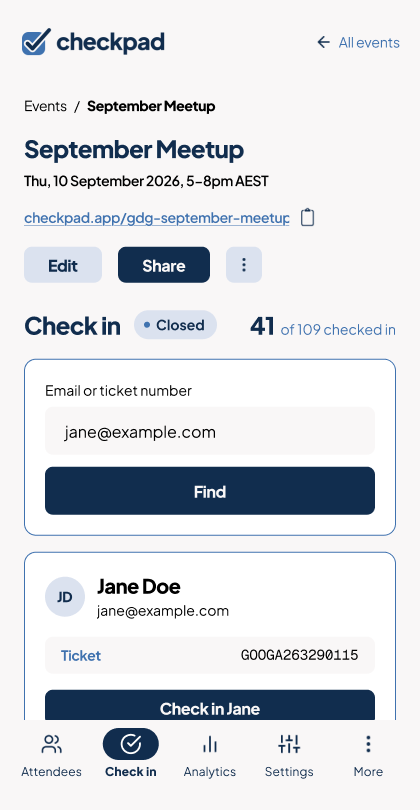 checkpad
All events
Events / September Meetup
September Meetup
Thu, 10 September 2026, 5–8pm AEST
checkpad.app/gdg-september-meetup
Edit
Share
Check in
Closed
41 of 109 checked in
Email or ticket number
jane@example.com
Find
JD
Jane Doe
jane@example.com
Ticket
GOOGA263290115
Check in Jane
Attendees
Check in
Analytics
Settings
More